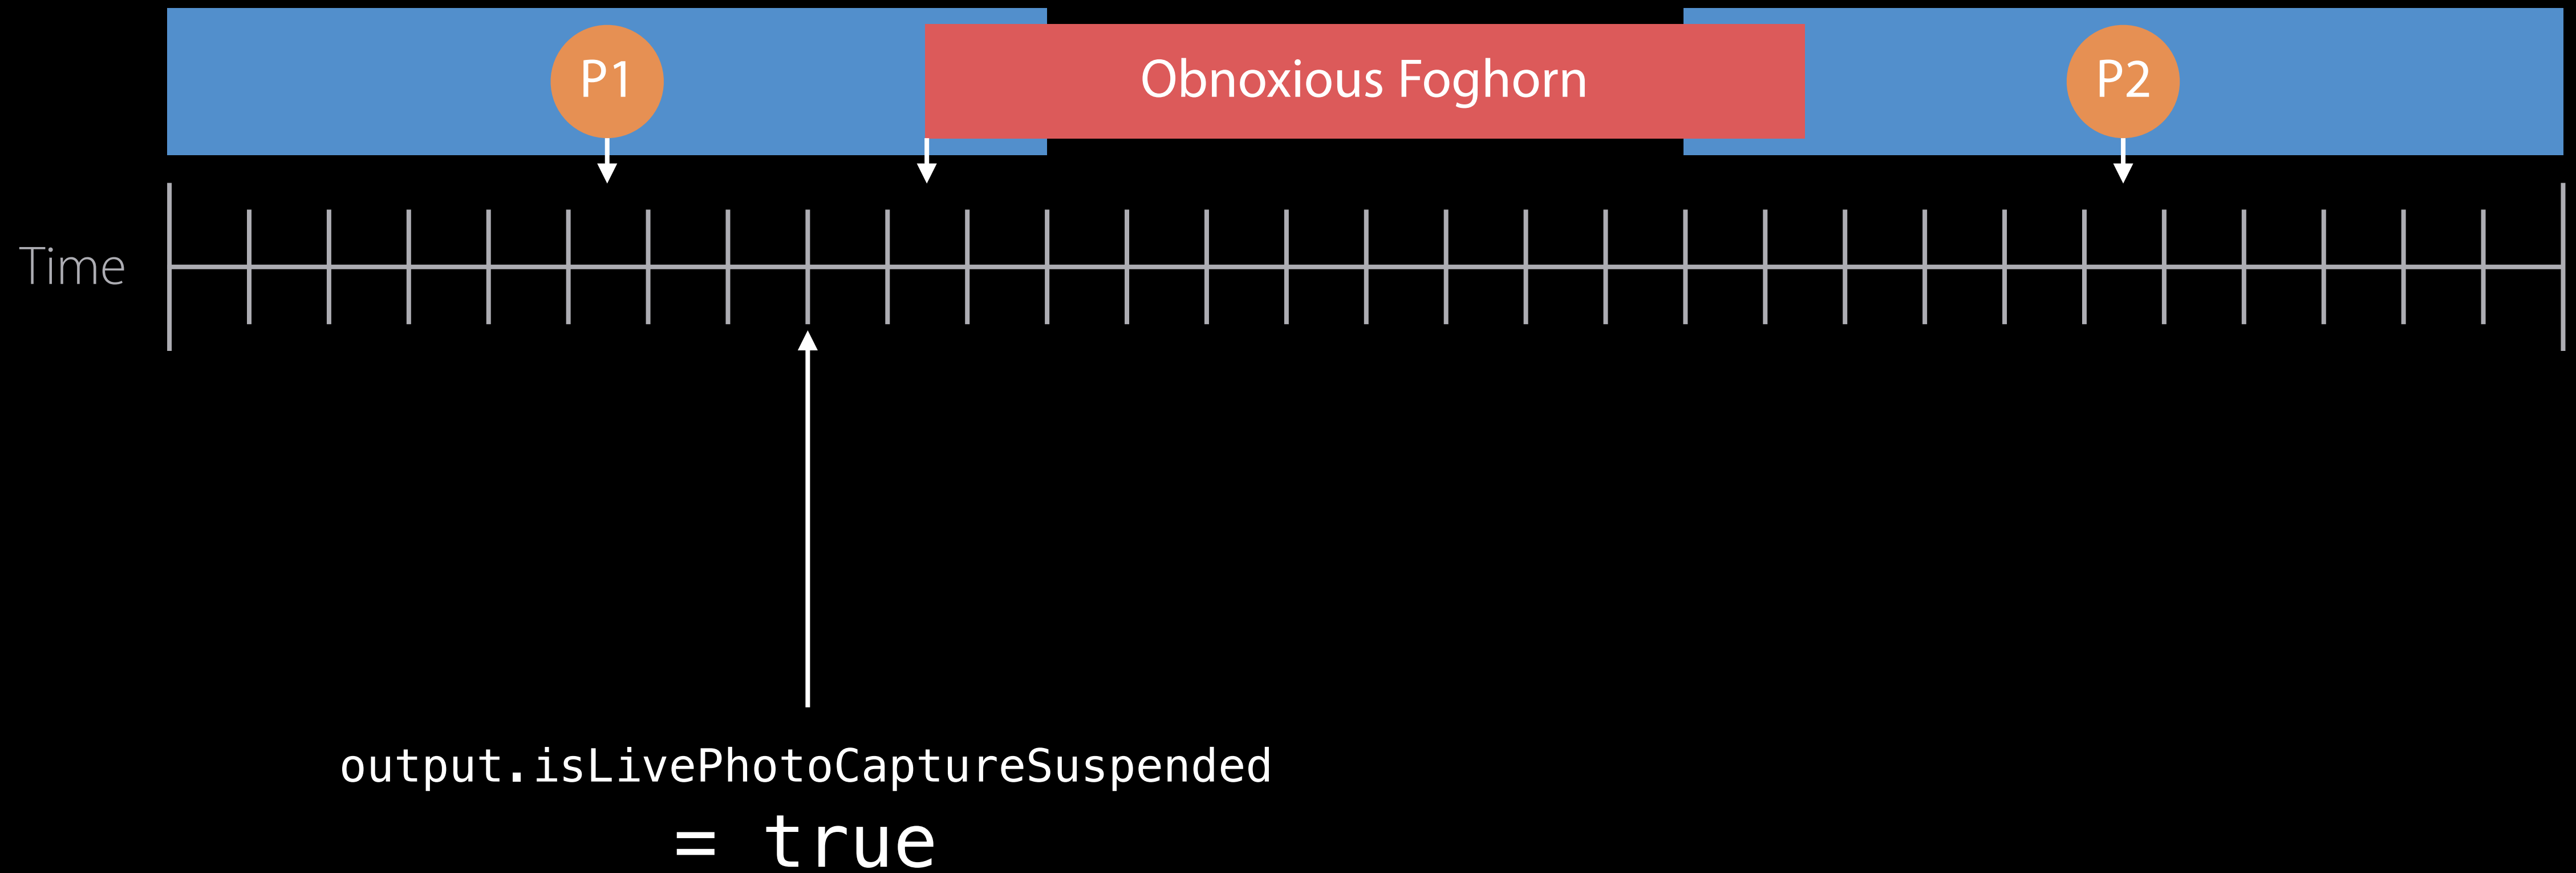 P1
Obnoxious Foghorn
P2
Time
output.isLivePhotoCaptureSuspended
= true